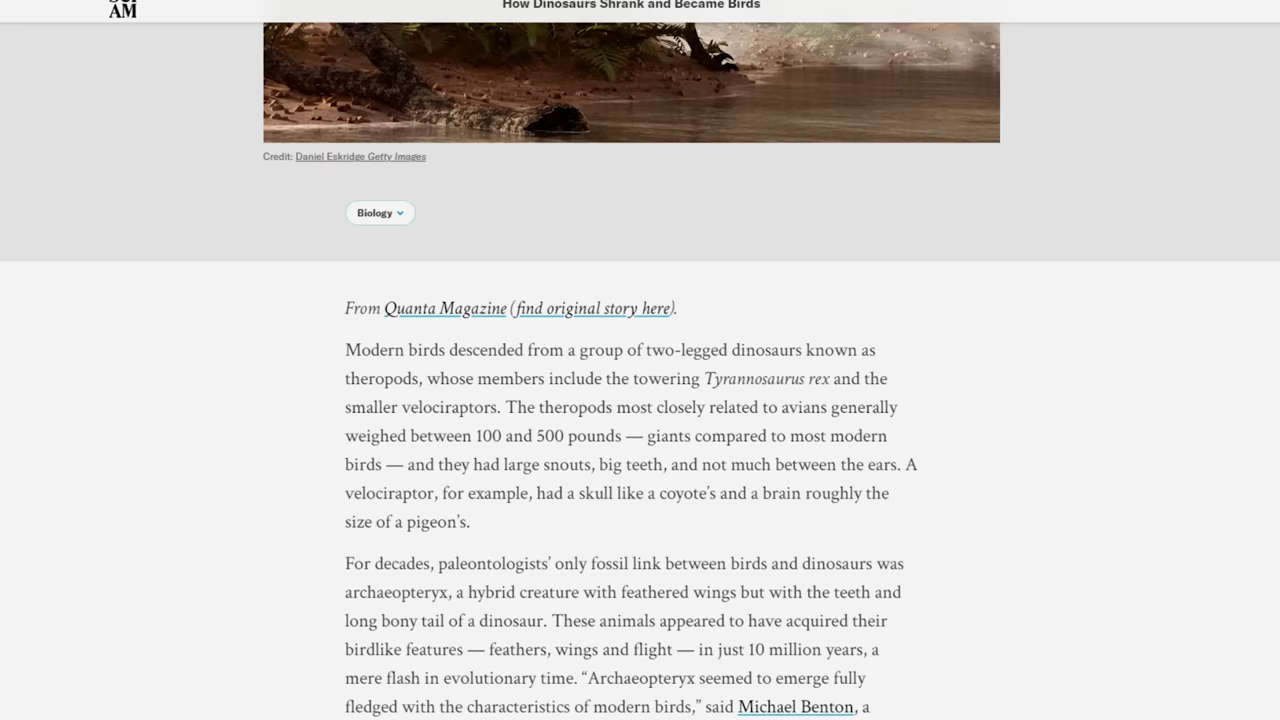 AM
How Dinosaurs Shrank and Became Birds
Credit: Daniel Eskridge Getty Images
Biology
From Quanta Magazine (find original story here).
Modern birds descended from a group of two-legged dinosaurs known as
theropods, whose members include the towering Tyrannosaurus rex and the
smaller velociraptors. The theropods most closely related to avians generally
weighed between 100 and 500 pounds — giants compared to most modern
birds — and they had large snouts, big teeth, and not much between the ears. A
velociraptor, for example, had a skull like a coyote’s and a brain roughly the
size of a pigeon’s.
For decades, paleontologists’ only fossil link between birds and dinosaurs was
archaeopteryx, a hybrid creature with feathered wings but with the teeth and
long bony tail of a dinosaur. These animals appeared to have acquired their
birdlike features — feathers, wings and flight — in just 10 million years, a
mere flash in evolutionary time. “Archaeopteryx seemed to emerge fully
fledged with the characteristics of modern birds,” said Michael Benton, a